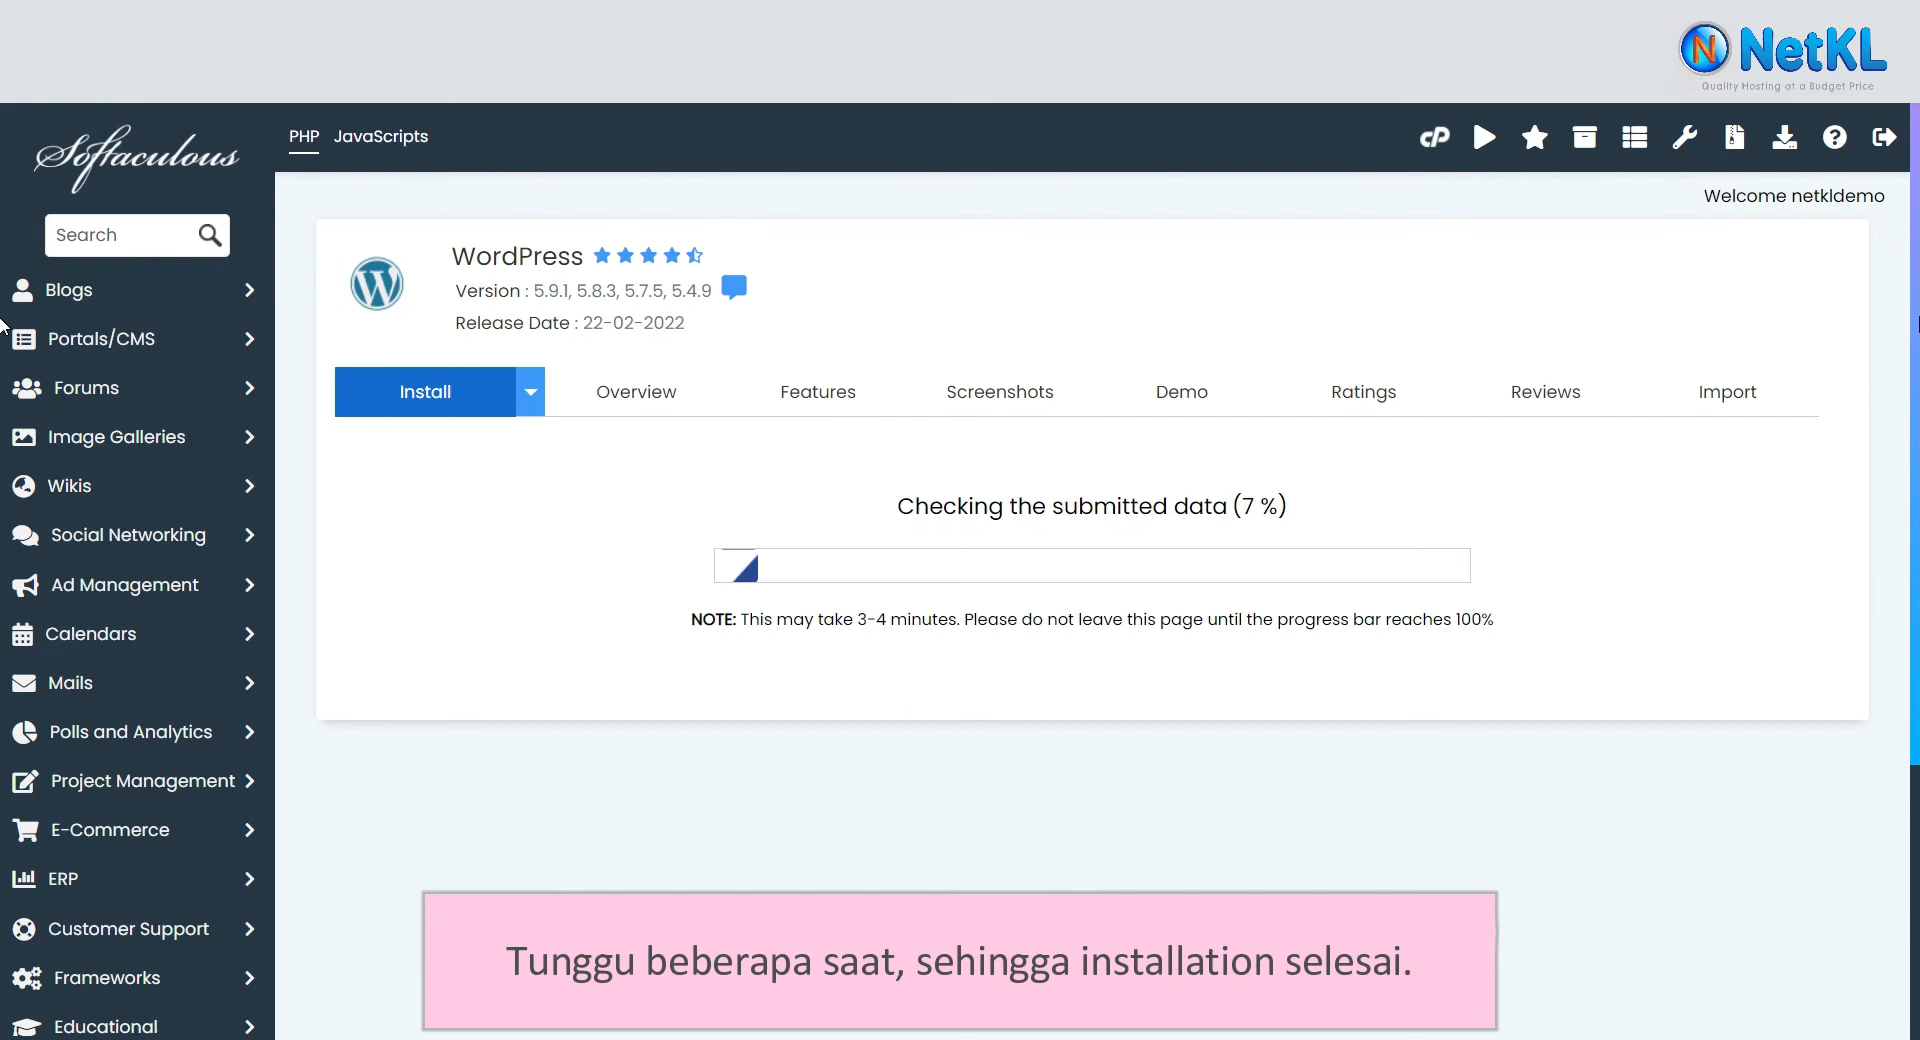 NetKL
Quality Hosting at a Budget Price
Softaculous
PHP JavaScripts
Welcome netkldemo
Search
Blogs
Portals/CMS
Forums
Image Galleries
Wikis
Social Networking
Ad Management
Calendars
Mails
Polls and Analytics
Project Management
E-Commerce
ERP
Customer Support
Frameworks
Educational
WordPress
Version : 5.9.1, 5.8.3, 5.7.5, 5.4.9
Release Date : 22-02-2022
Install Overview Features Screenshots Demo Ratings Reviews Import
Checking the submitted data (7 %)
NOTE: This may take 3-4 minutes. Please do not leave this page until the progress bar reaches 100%
Tunggu beberapa saat, sehingga installation selesai.